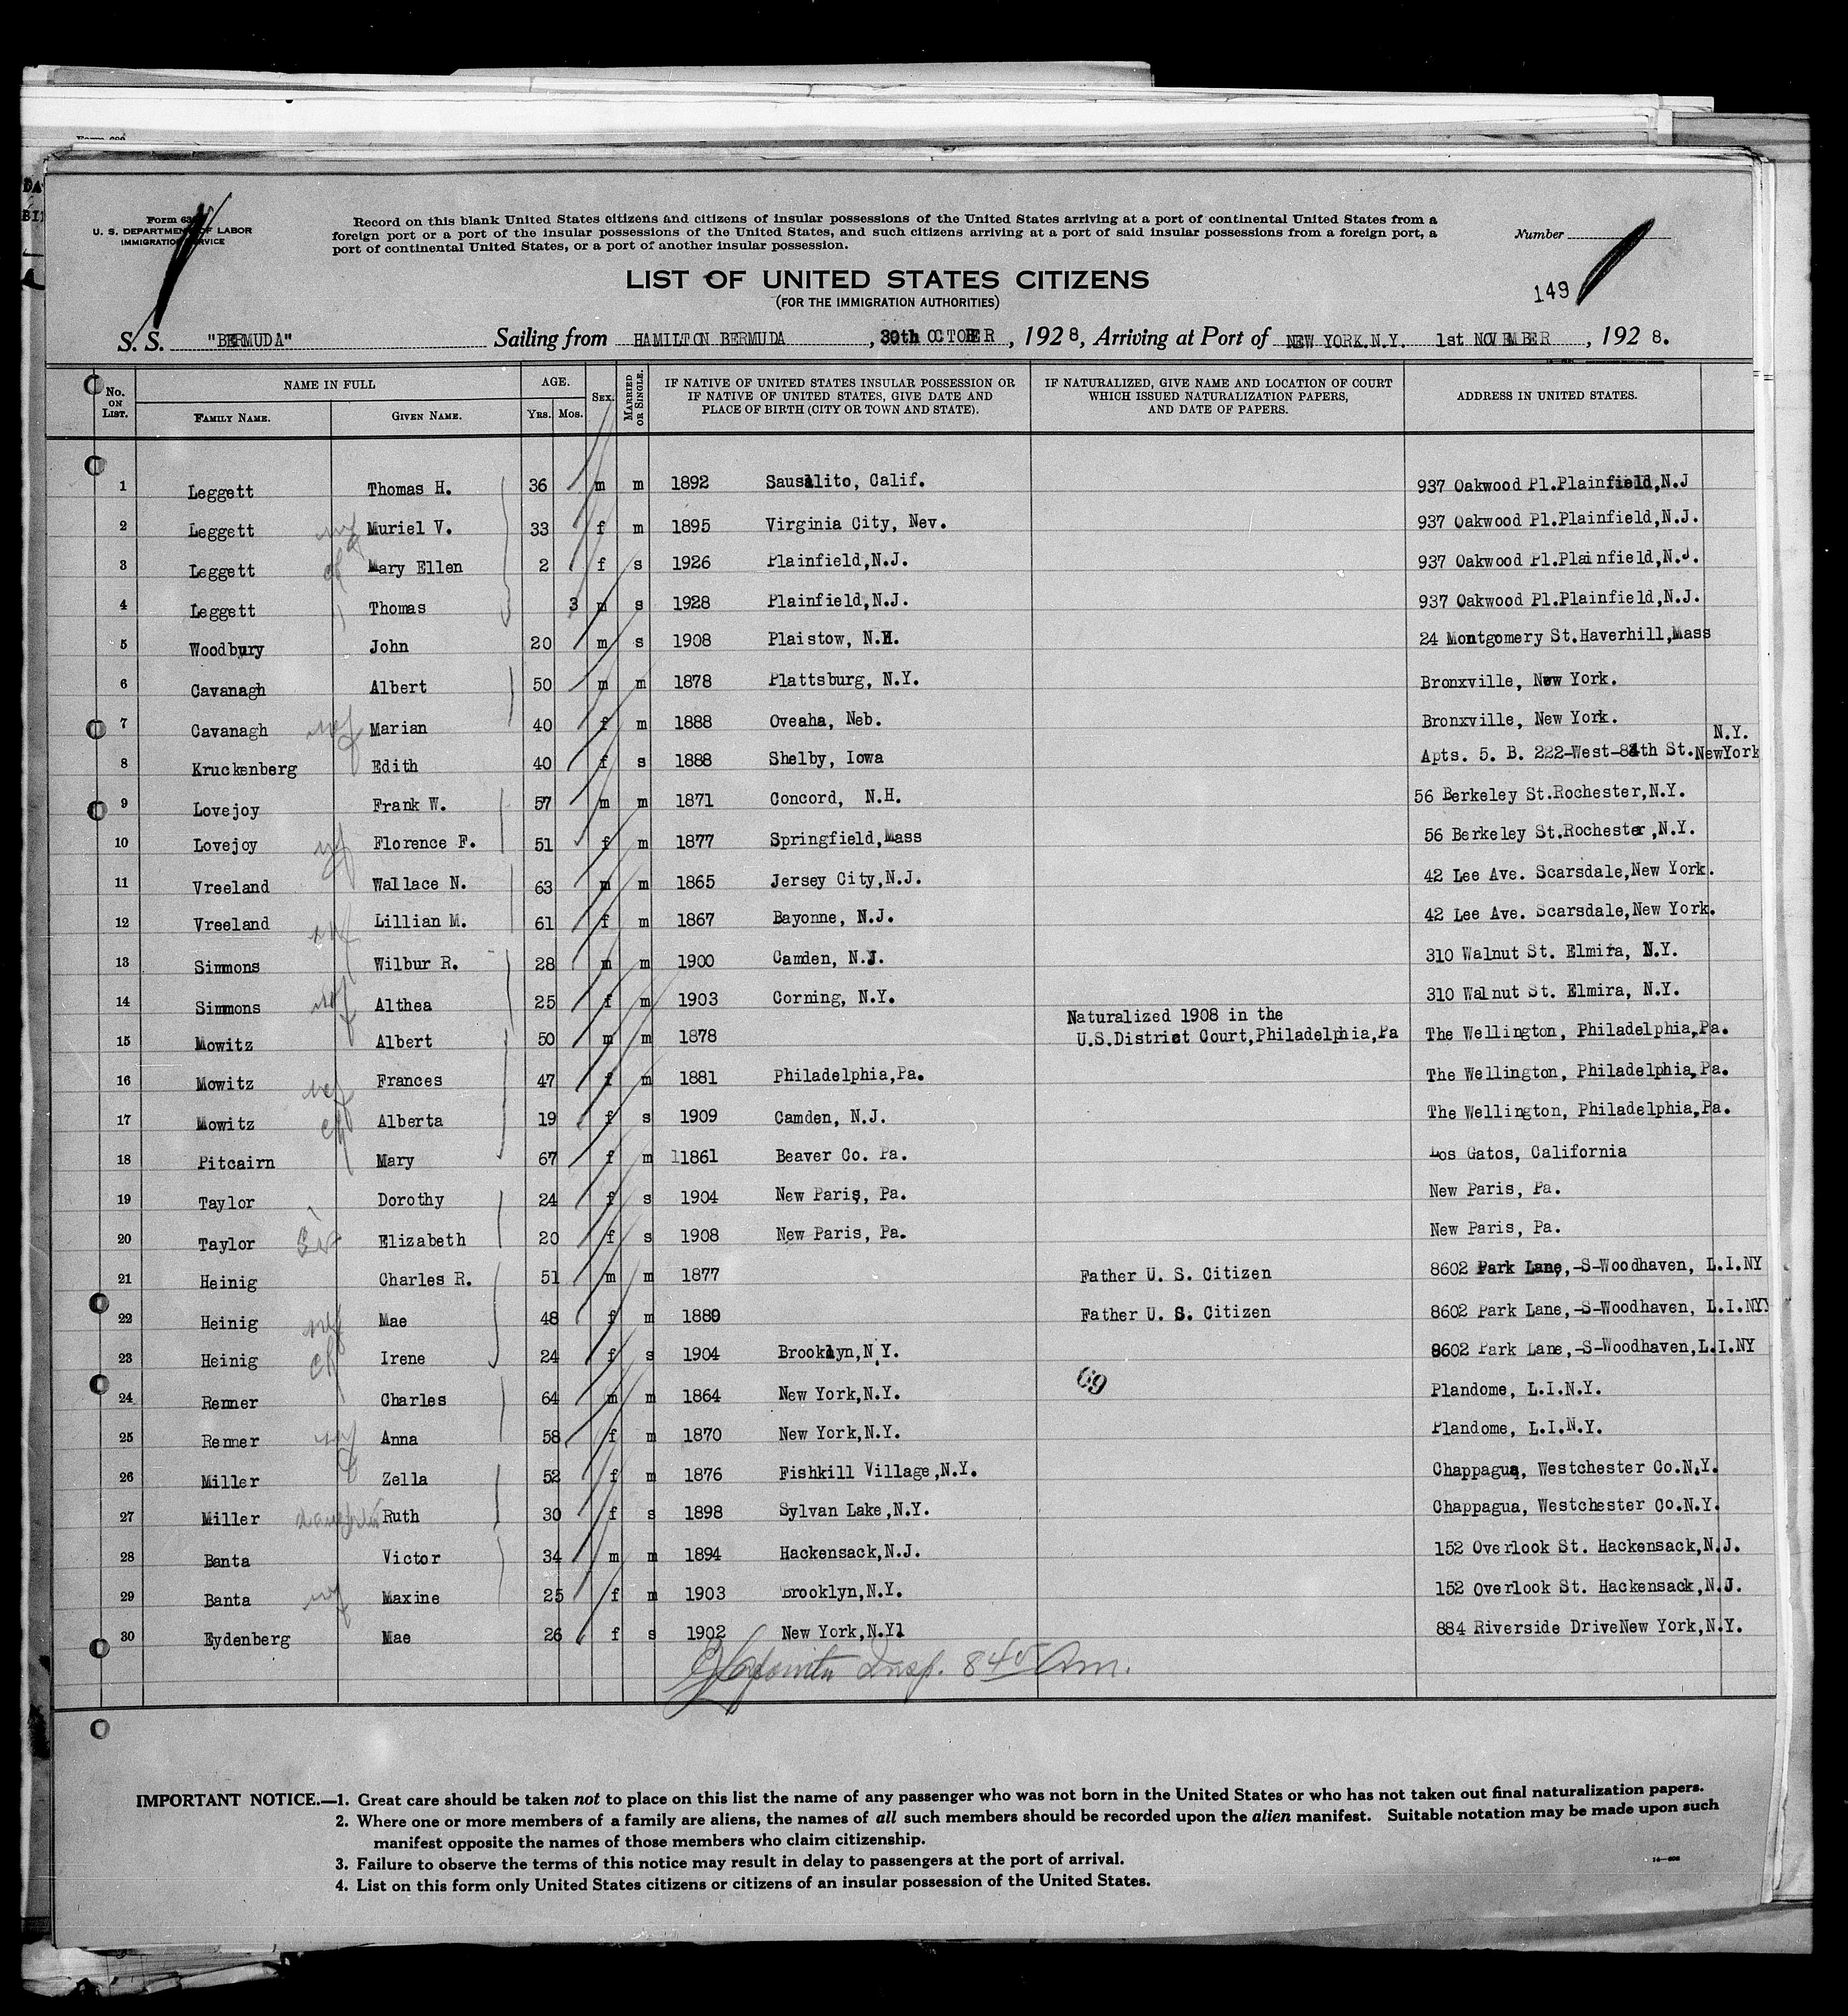 Form 630
U. S. DEPARTMENT OF LABOR
IMMIGRATION SERVICE
Record on this blank United States citizens and citizens of insular possessions of the United States arriving at a port of continental United States from a
foreign port or a port of the insular possessions of the United States, and such citizens arriving at a port of said insular possessions from a foreign port, a
port of continental United States, or a port of another insular possession.
Number
LIST OF UNITED STATES CITIZENS
(FOR THE IMMIGRATION AUTHORITIES)
149
S. S. "BERMUDA" Sailing from HAMILTON BERMUDA, 30th OCTOBER, 1928, Arriving at Port of NEW YORK.N.Y. 1st NOVEMBER, 1928.
No. ON LIST. NAME IN FULL FAMILY NAME. GIVEN NAME. AGE. YRS. MOS. SEX. MARRIED OR SINGLE. IF NATIVE OF UNITED STATES INSULAR POSSESSION OR IF NATIVE OF UNITED STATES, GIVE DATE AND PLACE OF BIRTH (CITY OR TOWN AND STATE). IF NATURALIZED, GIVE NAME AND LOCATION OF COURT WHICH ISSUED NATURALIZATION PAPERS, AND DATE OF PAPERS. ADDRESS IN UNITED STATES.
1 Leggett Thomas H. 36 m m 1892 Sausalito, Calif. 937 Oakwood Pl.Plainfield,N.J
2 Leggett wf Muriel V. 33 f m 1895 Virginia City, Nev. 937 Oakwood Pl.Plainfield,N.J.
3 Leggett ch Mary Ellen 2 f s 1926 Plainfield,N.J. 937 Oakwood Pl.Plainfield,N.J.
4 Leggett Thomas 3 m s 1928 Plainfield,N.J. 937 Oakwood Pl.Plainfield,N.J.
5 Woodbury John 20 m s 1908 Plaistow, N.H. 24 Montgomery St.Haverhill,Mass
6 Cavanagh Albert 50 m m 1878 Plattsburg, N.Y. Bronxville, New York.
7 Cavanagh wf Marian 40 f m 1888 Oveaha, Neb. Bronxville, New York.
8 Kruckenberg Edith 40 f s 1888 Shelby, Iowa Apts. 5. B. 222-West-84th St.NewYork N.Y.
9 Lovejoy Frank W. 57 m m 1871 Concord, N.H. 56 Berkeley St.Rochester,N.Y.
10 Lovejoy wf Florence F. 51 f m 1877 Springfield,Mass 56 Berkeley St.Rochester,N.Y.
11 Vreeland Wallace N. 63 m m 1865 Jersey City,N.J. 42 Lee Ave. Scarsdale,New York.
12 Vreeland wf Lillian M. 61 f m 1867 Bayonne, N.J. 42 Lee Ave. Scarsdale,New York.
13 Simmons Wilbur R. 28 m m 1900 Camden, N.J. 310 Walnut St. Elmira, N.Y.
14 Simmons wf Althea 25 f m 1903 Corning, N.Y. 310 Walnut St. Elmira, N.Y.
15 Mowitz Albert 50 m m 1878 Naturalized 1908 in the U.S.District Court,Philadelphia,Pa The Wellington, Philadelphia,Pa.
16 Mowitz wf Frances 47 f m 1881 Philadelphia,Pa. The Wellington, Philadelphia,Pa.
17 Mowitz ch Alberta 19 f s 1909 Camden, N.J. The Wellington, Philadelphia,Pa.
18 Pitcairn Mary 67 f m 11861 Beaver Co. Pa. Los Gatos, California
19 Taylor Dorothy 24 f s 1904 New Paris, Pa. New Paris, Pa.
20 Taylor Elizabeth 20 f s 1908 New Paris, Pa. New Paris, Pa.
21 Heinig Charles R. 51 m m 1877 Father U. S. Citizen 8602 Park Lane,-S-Woodhaven, L.I.NY
22 Heinig wf Mae 48 f m 1880 Father U. S. Citizen 8602 Park Lane,-S-Woodhaven, L.I.NYY
23 Heinig ch Irene 24 f s 1904 Brooklyn,N.Y. 8602 Park Lane,-S-Woodhaven,L.I.NY
69
24 Renner Charles 64 m m 1864 New York,N.Y. Plandome, L.I.N.Y.
25 Renner wf Anna 58 f m 1870 New York,N.Y. Plandome, L.I.N.Y.
26 Miller Zella 52 f m 1876 Fishkill Village,N.Y. Chappagua, Westchester Co.N.Y.
27 Miller daughter Ruth 30 f s 1898 Sylvan Lake,N.Y. Chappagua, Westchester Co.N.Y.
28 Banta Victor 34 m m 1894 Hackensack,N.J. 152 Overlook St. Hackensack,N.J.
29 Banta wf Maxine 25 f m 1903 Brooklyn,N.Y. 152 Overlook St. Hackensack,N.J.
30 Eydenberg Mae 26 f s 1902 New York,N.Y1 884 Riverside DriveNew York,N.Y.
Insp. 8 40 Am.
IMPORTANT NOTICE.—1. Great care should be taken not to place on this list the name of any passenger who was not born in the United States or who has not taken out final naturalization papers.
2. Where one or more members of a family are aliens, the names of all such members should be recorded upon the alien manifest. Suitable notation may be made upon such
manifest opposite the names of those members who claim citizenship.
3. Failure to observe the terms of this notice may result in delay to passengers at the port of arrival.
4. List on this form only United States citizens or citizens of an insular possession of the United States.